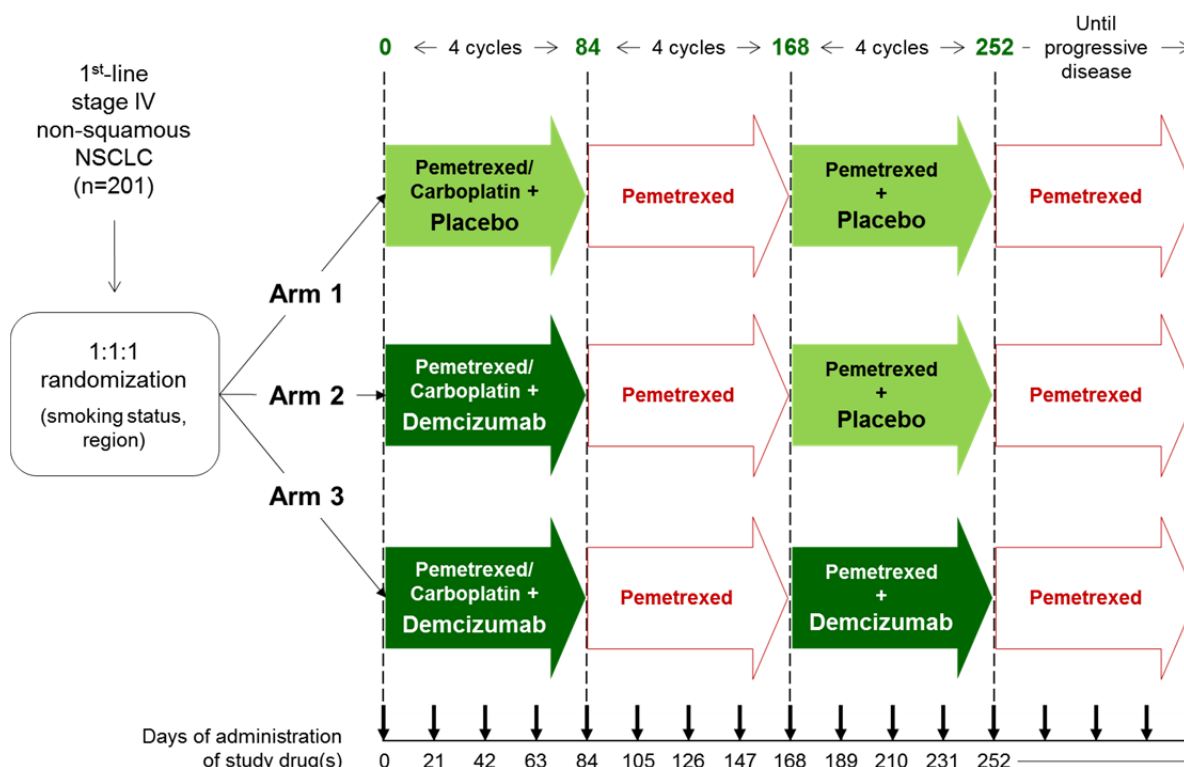 0 4 cycles 84 4 cycles 168 4 cycles 252
Until
progressive
disease
1st-line
stage IV
non-squamous
NSCLC
(n=201)
1:1:1
randomization
(smoking status,
region)
Arm 1
Pemetrexed/
Carboplatin +
Placebo
Pemetrexed
Pemetrexed
+
Placebo
Pemetrexed
Arm 2
Pemetrexed/
Carboplatin +
Demcizumab
Pemetrexed
Pemetrexed
+
Placebo
Pemetrexed
Arm 3
Pemetrexed/
Carboplatin +
Demcizumab
Pemetrexed
Pemetrexed
+
Demcizumab
Pemetrexed
Days of administration
of study drug(s)
0 21 42 63 84 105 126 147 168 189 210 231 252